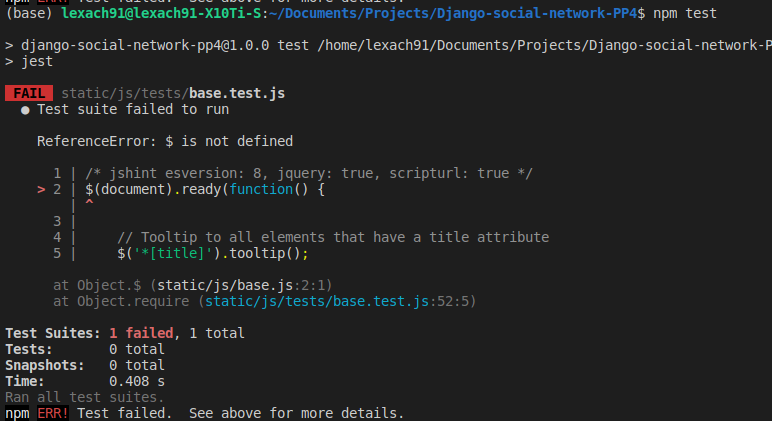 npm ERR! Test failed.  See above for more details.
(base) lexach91@lexach91-X10Ti-S:~/Documents/Projects/Django-social-network-PP4$ npm test
> django-social-network-pp4@1.0.0 test /home/lexach91/Documents/Projects/Django-social-network-P
> jest
FAIL static/js/tests/base.test.js
● Test suite failed to run
ReferenceError: $ is not defined
1 | /* jshint esversion: 8, jquery: true, scripturl: true */
> 2 | $(document).ready(function() {
| ^
3 |
4 |     // Tooltip to all elements that have a title attribute
5 |     $('*[title]').tooltip();
at Object.$ (static/js/base.js:2:1)
at Object.require (static/js/tests/base.test.js:52:5)
Test Suites: 1 failed, 1 total
Tests:       0 total
Snapshots:   0 total
Time:        0.408 s
Ran all test suites.
npm ERR! Test failed.  See above for more details.